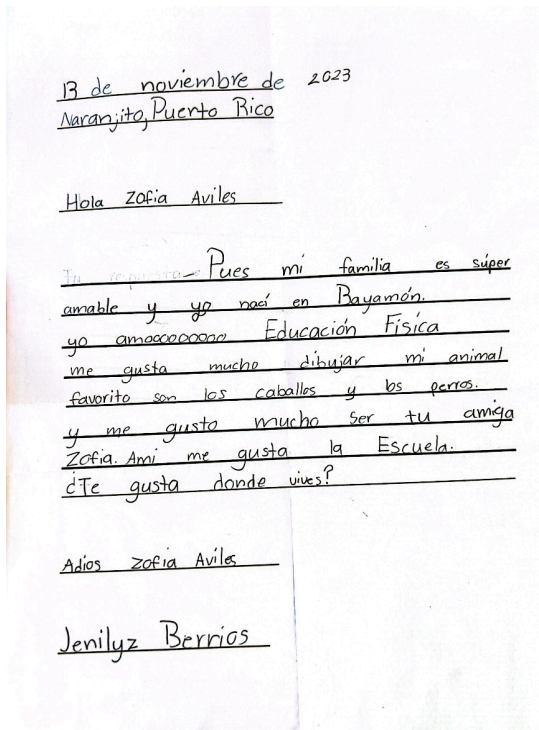 13 de noviembre de 2023
Naranjito, Puerto Rico
Hola Zofia Aviles
Tu respuesta - Pues mi familia es súper
amable y yo nací en Bayamón.
yo amooooooooo Educación Física
me gusta mucho dibujar mi animal
favorito son los caballos y los perros.
y me gusto mucho ser tu amiga
Zofia. Ami me gusta la Escuela.
¿Te gusta donde vives?
Adios Zofia Aviles
Jenilyz Berrios